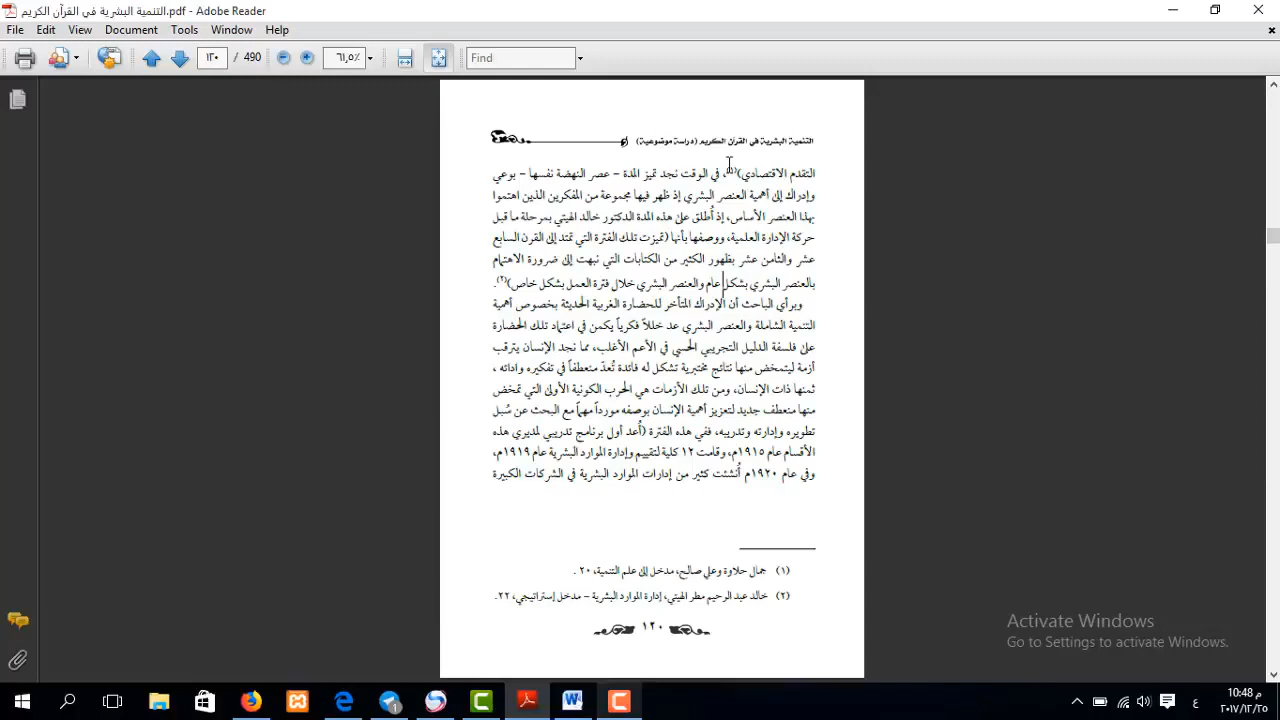 التنمية البشرية في القرآن الكريم.pdf - Adobe Reader
File Edit View Document Tools Window Help
١٣٠ / 490 ٦١,٥٪ Find
التنمية البشرية في القرآن الكريم (دراسة موضوعية)
التقدم الاقتصادي)(١)، في الوقت نجد تميز المدة – عصر النهضة نفسها – بوعي
وإدراك إلى أهمية العنصر البشري إذ ظهر فيها مجموعة من المفكرين الذين اهتموا
بهذا العنصر الأساس، إذ أُطلق على هذه المدة الدكتور خالد الهيتي بمرحلة ما قبل
حركة الإدارة العلمية، ووصفها بأنها (تميزت تلك الفترة التي تمتد إلى القرن السابع
عشر والثامن عشر بظهور الكثير من الكتابات التي نبهت إلى ضرورة الاهتمام
بالعنصر البشري بشكل عام والعنصر البشري خلال فترة العمل بشكل خاص)(٢).
وبرأي الباحث أن الإدراك المتأخر للحضارة الغربية الحديثة بخصوص أهمية
التنمية الشاملة والعنصر البشري عد خللاً فكرياً يكمن في اعتماد تلك الحضارة
على فلسفة الدليل التجريبي الحسي في الأعم الأغلب، مما نجد الإنسان يترقب
أزمة ليتمخض منها نتائج مختبرية تشكل له فائدة تُعدّ منعطفاً في تفكيره واداته ،
ثمنها ذات الإنسان، ومن تلك الأزمات هي الحرب الكونية الأولى التي تمخض
منها منعطف جديد لتعزيز أهمية الإنسان بوصفه مورداً مهماً مع البحث عن سُبل
تطويره وإدارته وتدريبه، ففي هذه الفترة (أُعد أول برنامج تدريبي لمديري هذه
الأقسام عام ١٩١٥م، وقامت ١٢ كلية لتقييم وإدارة الموارد البشرية عام ١٩١٩م،
وفي عام ١٩٢٠م أُنشئت كثير من إدارات الموارد البشرية في الشركات الكبيرة
(١) جمال حلاوة وعلي صالح، مدخل إلى علم التنمية، ٢٠ .
(٢) خالد عبد الرحيم مطر الهيتي، إدارة الموارد البشرية – مدخل إستراتيجي، ٢٢.
١٢٠
Activate Windows
Go to Settings to activate Windows.
ع
10:48 م
٢٠١٧/١٢/٢٥